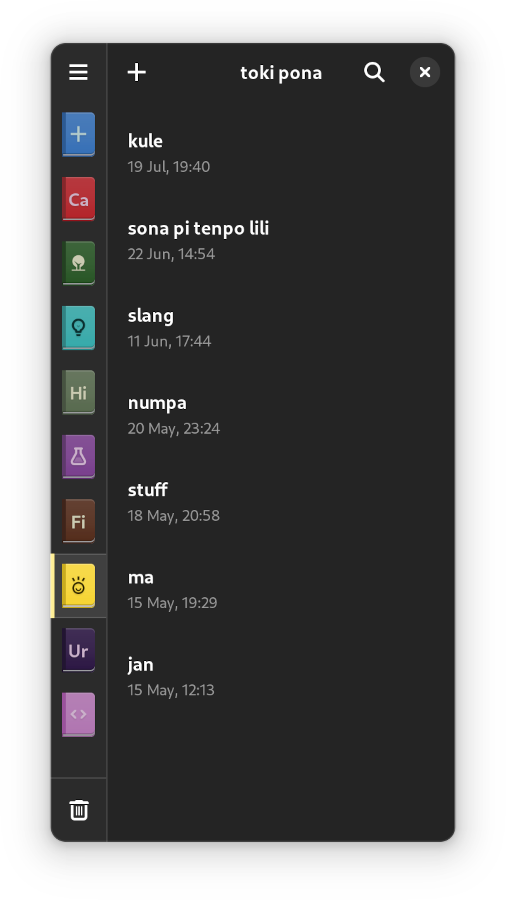 toki pona
Ca
Hi
Fi
Ur
kule
19 Jul, 19:40
sona pi tenpo lili
22 Jun, 14:54
slang
11 Jun, 17:44
numpa
20 May, 23:24
stuff
18 May, 20:58
ma
15 May, 19:29
jan
15 May, 12:13